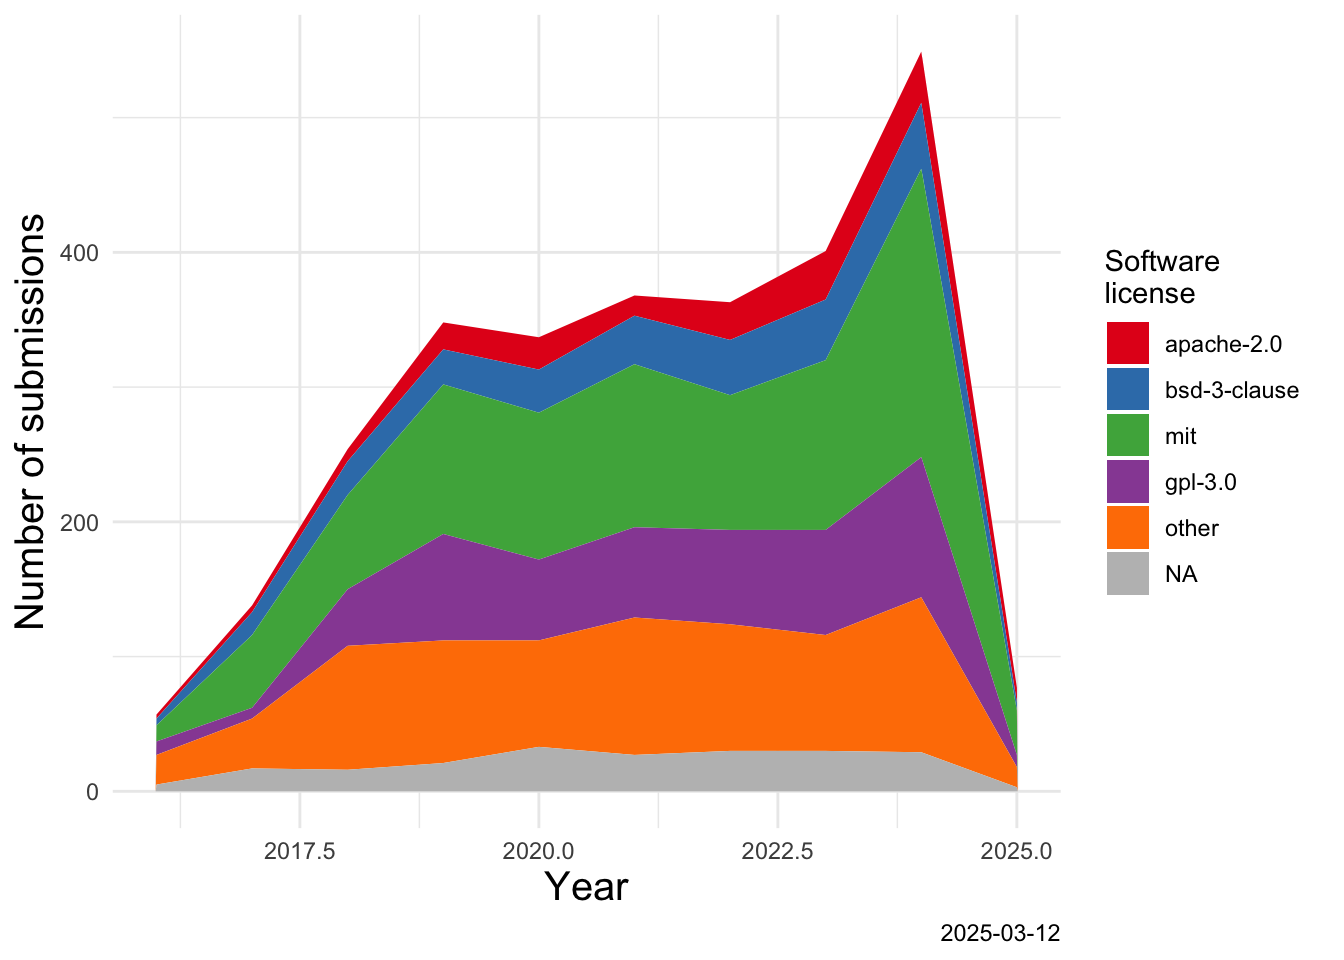 Number of submissions
400
200
0
2017.5
2020.0
2022.5
2025.0
Year
2025-03-12
Software
license
apache-2.0
bsd-3-clause
mit
gpl-3.0
other
NA